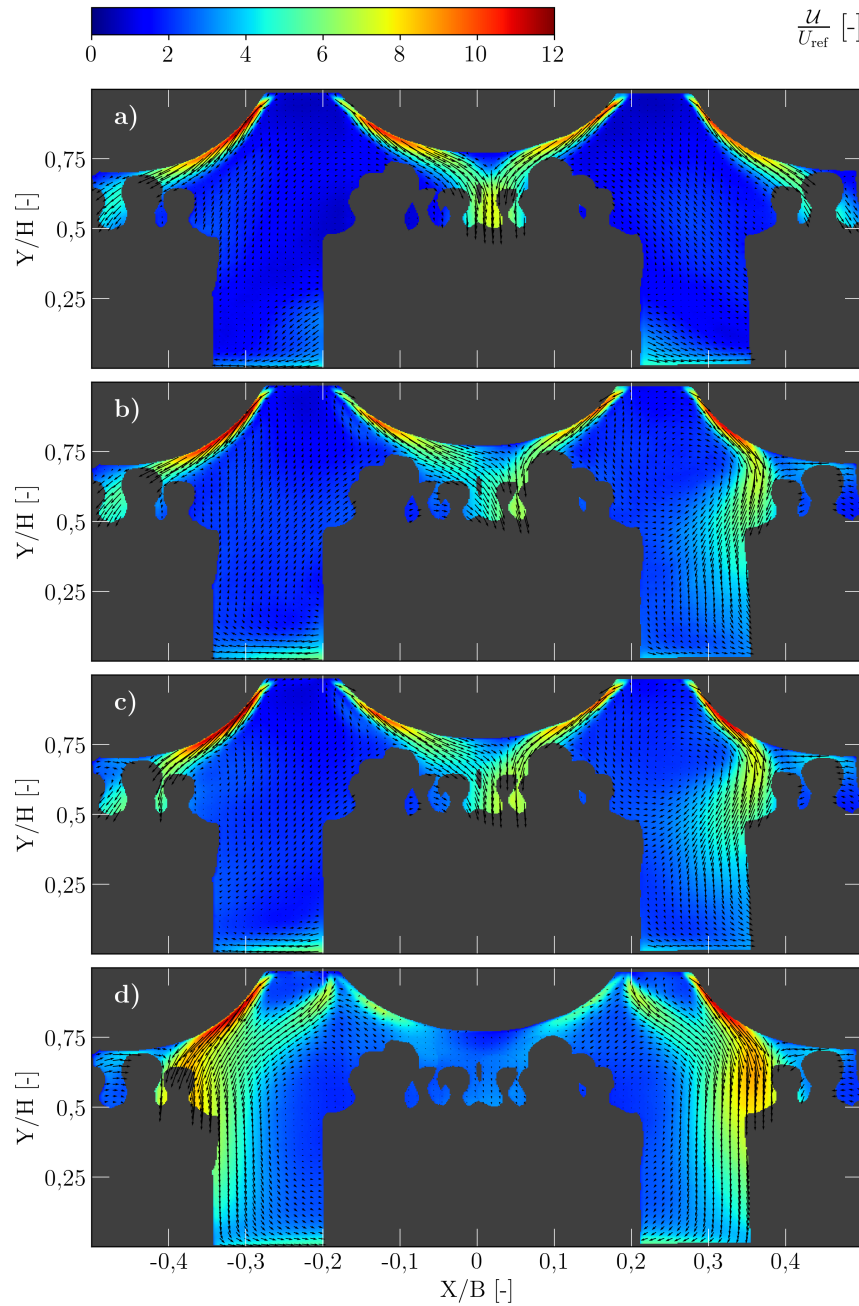 0 2 4 6 8 10 12
𝒰/U_ref [-]
a)
0,75
0,5
0,25
Y/H [-]
b)
0,75
0,5
0,25
Y/H [-]
c)
0,75
0,5
0,25
Y/H [-]
d)
0,75
0,5
0,25
Y/H [-]
-0,4 -0,3 -0,2 -0,1 0 0,1 0,2 0,3 0,4
X/B [-]